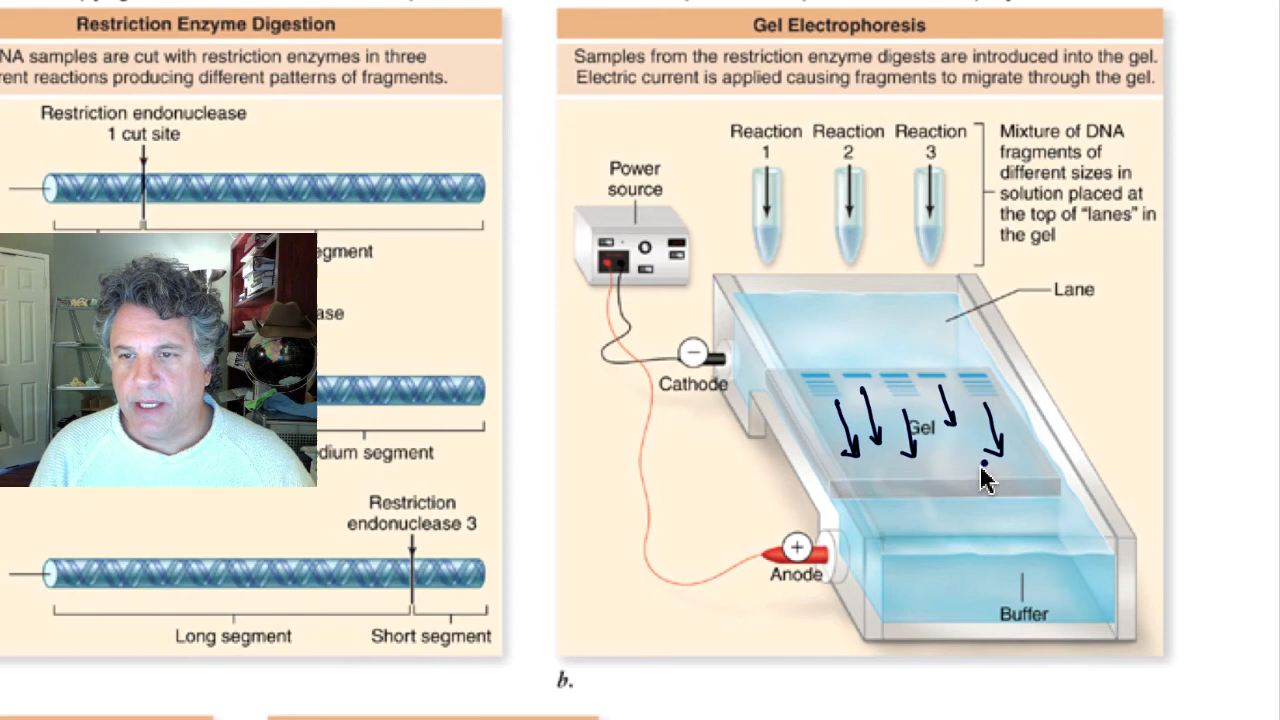 Restriction Enzyme Digestion
NA samples are cut with restriction enzymes in three
rent reactions producing different patterns of fragments.
Restriction endonuclease
1 cut site
egment
ase
dium segment
Restriction
endonuclease 3
Long segment
Short segment
Gel Electrophoresis
Samples from the restriction enzyme digests are introduced into the gel.
Electric current is applied causing fragments to migrate through the gel.
Reaction
1
Reaction
2
Reaction
3
Mixture of DNA
fragments of
different sizes in
solution placed at
the top of “lanes” in
the gel
Power
source
Lane
−
Cathode
Gel
+
Anode
Buffer
b.